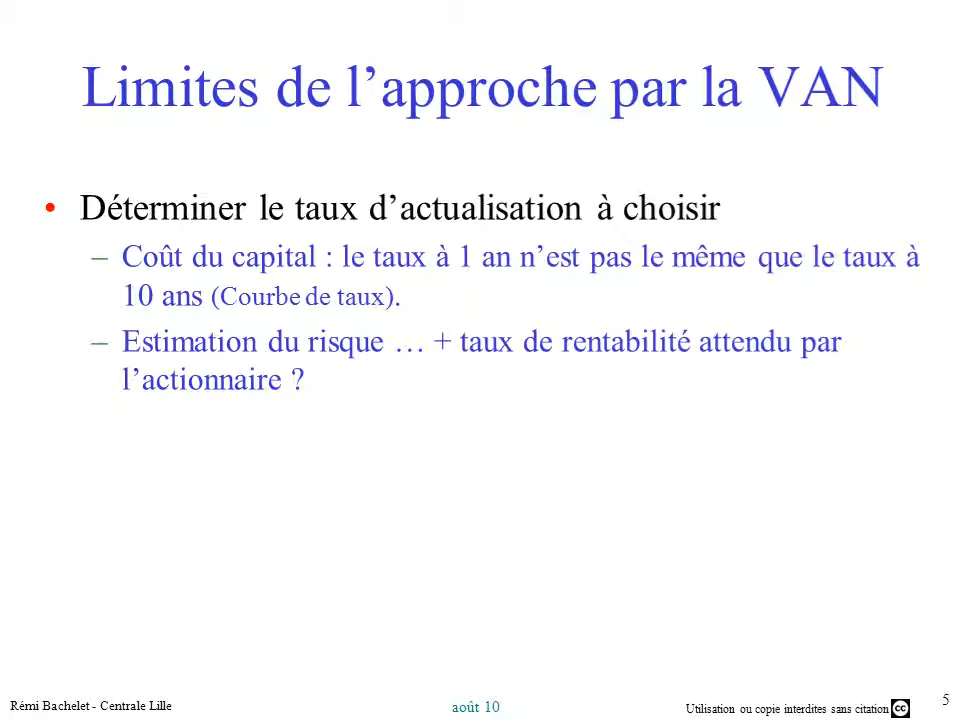 Limites de l’approche par la VAN
• Déterminer le taux d’actualisation à choisir
– Coût du capital : le taux à 1 an n’est pas le même que le taux à
10 ans (Courbe de taux).
– Estimation du risque … + taux de rentabilité attendu par
l’actionnaire ?
Rémi Bachelet - Centrale Lille
août 10
Utilisation ou copie interdites sans citation
cc
5